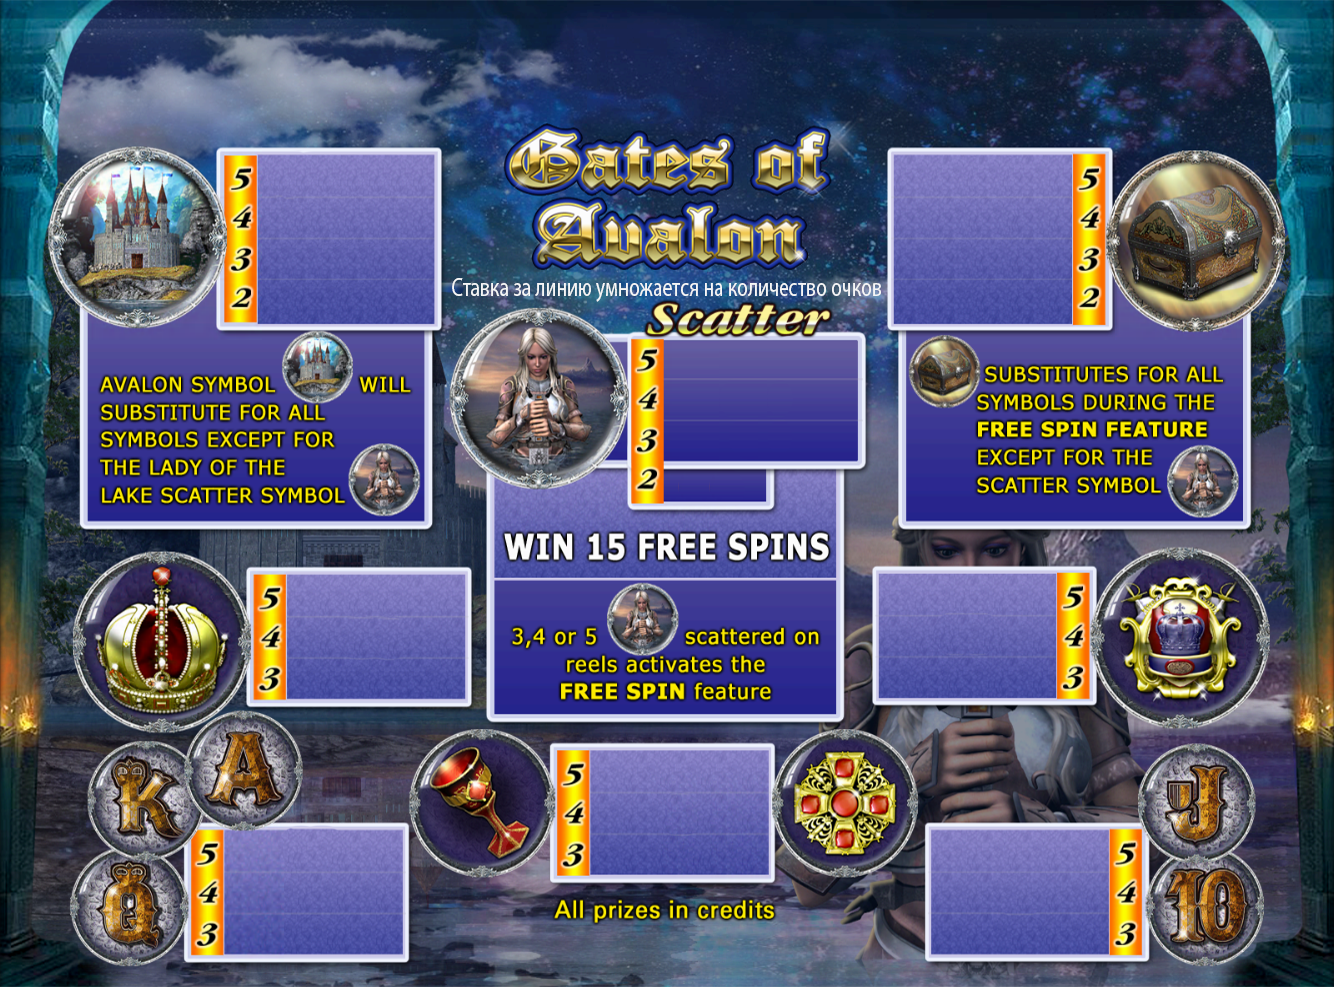 Gates of
Avalon
Ставка за линию умножается на количество очков
5
4
3
2
AVALON SYMBOL WILL
SUBSTITUTE FOR ALL
SYMBOLS EXCEPT FOR
THE LADY OF THE
LAKE SCATTER SYMBOL
Scatter
5
4
3
2
WIN 15 FREE SPINS
3,4 or 5 scattered on
reels activates the
FREE SPIN feature
5
4
3
2
SUBSTITUTES FOR ALL
SYMBOLS DURING THE
FREE SPIN FEATURE
EXCEPT FOR THE
SCATTER SYMBOL
5
4
3
5
4
3
A
K
Q
5
4
3
5
4
3
All prizes in credits
J
10
5
4
3